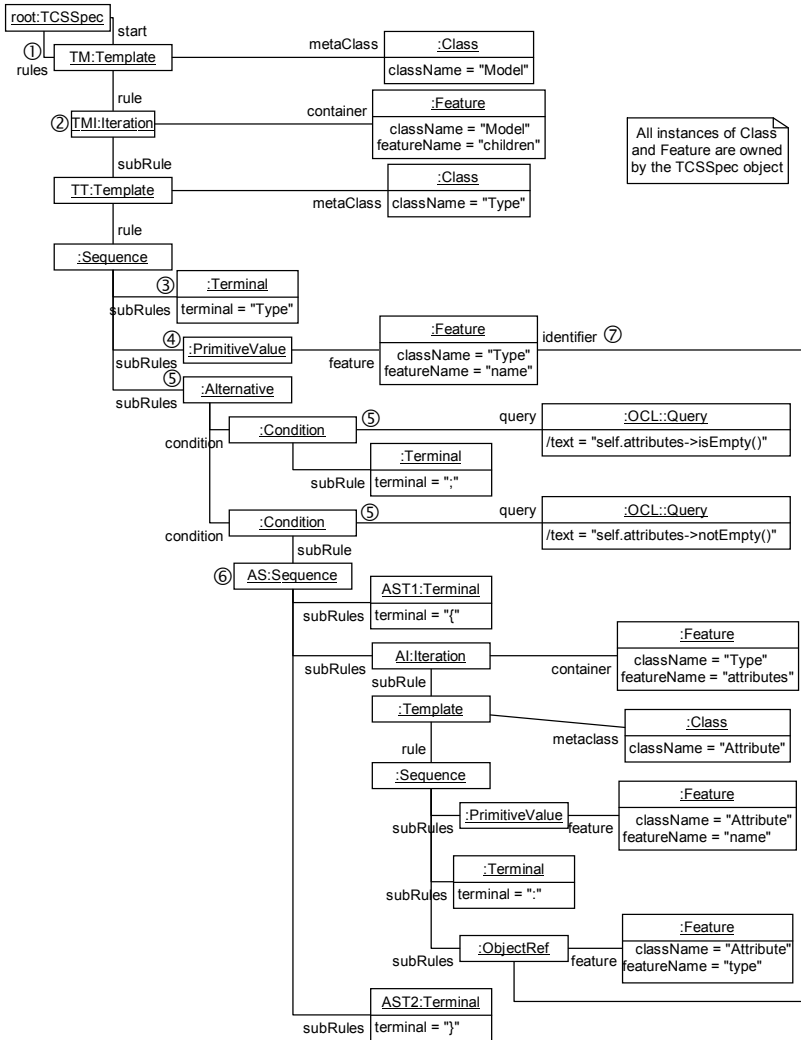 root:TCSSpec
start
①
rules
TM:Template
metaClass
:Class
className = "Model"
rule
② TMI:Iteration
container
:Feature
className = "Model"
featureName = "children"
All instances of Class
and Feature are owned
by the TCSSpec object
subRule
TT:Template
metaClass
:Class
className = "Type"
rule
:Sequence
③
:Terminal
terminal = "Type"
subRules
④
:PrimitiveValue
subRules
feature
:Feature
className = "Type"
featureName = "name"
identifier ⑦
⑤
:Alternative
subRules
condition
:Condition
⑤
query
:OCL::Query
/text = "self.attributes->isEmpty()"
:Terminal
terminal = ";"
subRule
condition
:Condition
⑤
query
:OCL::Query
/text = "self.attributes->notEmpty()"
subRule
⑥ AS:Sequence
AST1:Terminal
terminal = "{"
subRules
AI:Iteration
subRules
container
:Feature
className = "Type"
featureName = "attributes"
subRule
:Template
metaclass
:Class
className = "Attribute"
rule
:Sequence
:PrimitiveValue
subRules
feature
:Feature
className = "Attribute"
featureName = "name"
:Terminal
terminal = ":"
subRules
:ObjectRef
subRules
feature
:Feature
className = "Attribute"
featureName = "type"
AST2:Terminal
terminal = "}"
subRules